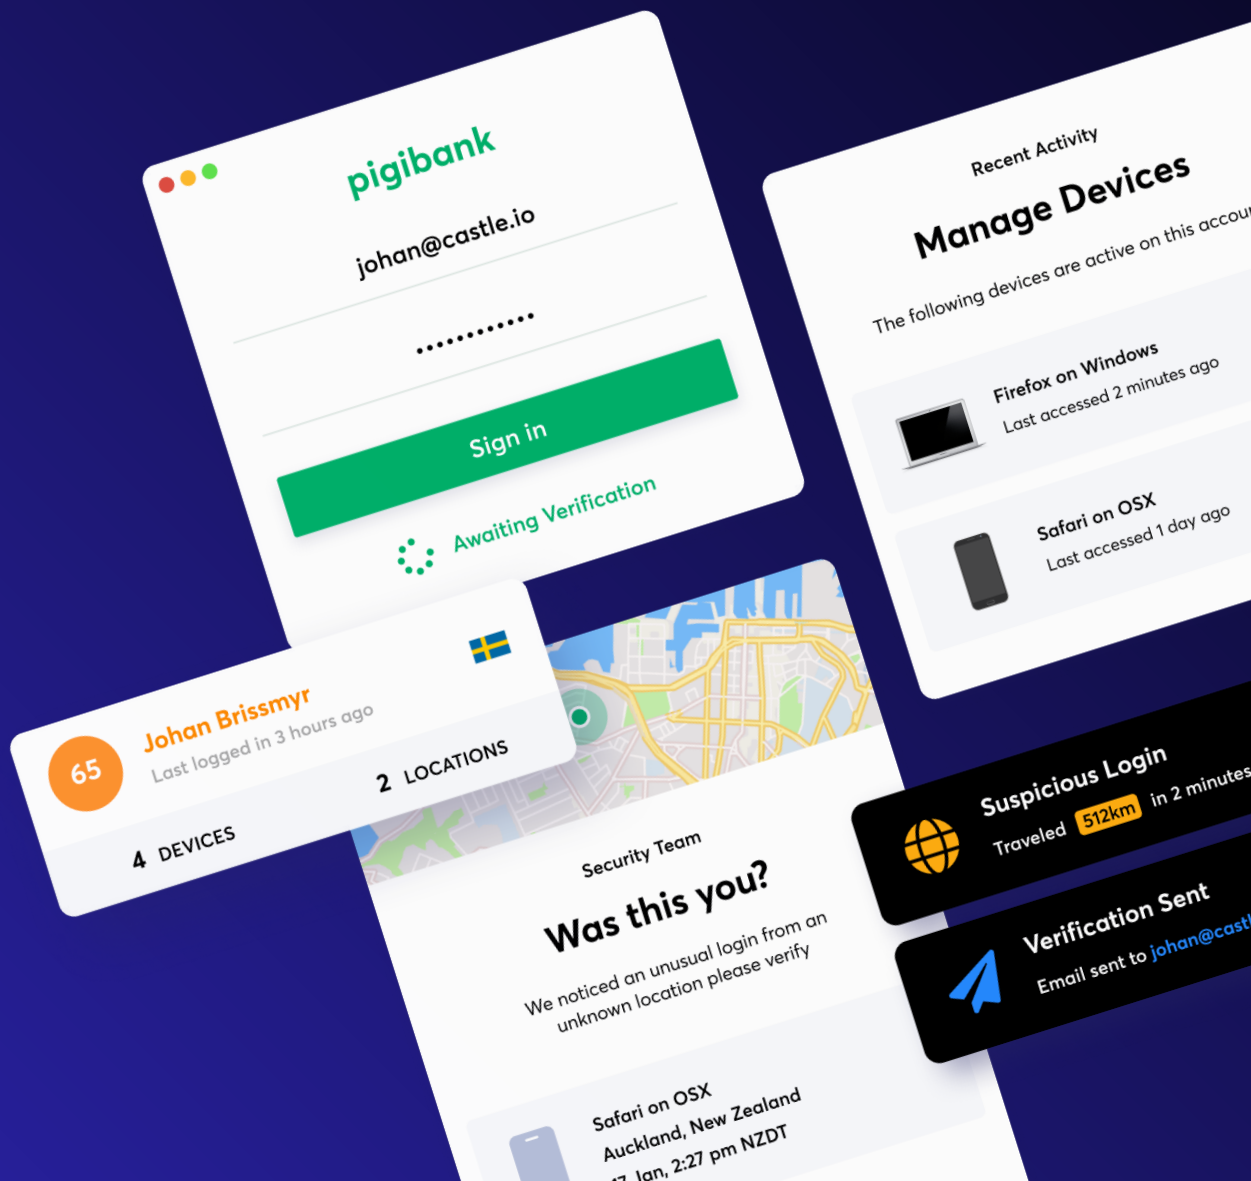 pigibank
johan@castle.io
Sign in
Awaiting Verification
Recent Activity
Manage Devices
The following devices are active on this
Firefox on Windows
Last accessed 2 minutes ago
Safari on OSX
Last accessed 1 day ago
65
Johan Brissmyr
Last logged in 3 hours ago
4 DEVICES
2 LOCATIONS
Security Team
Was this you?
We noticed an unusual login from an
unknown location please verify
Safari on OSX
Auckland, New Zealand
Jan, 2:27 pm NZDT
Suspicious Login
Traveled 512km in 2 minutes
Verification Sent
Email sent to